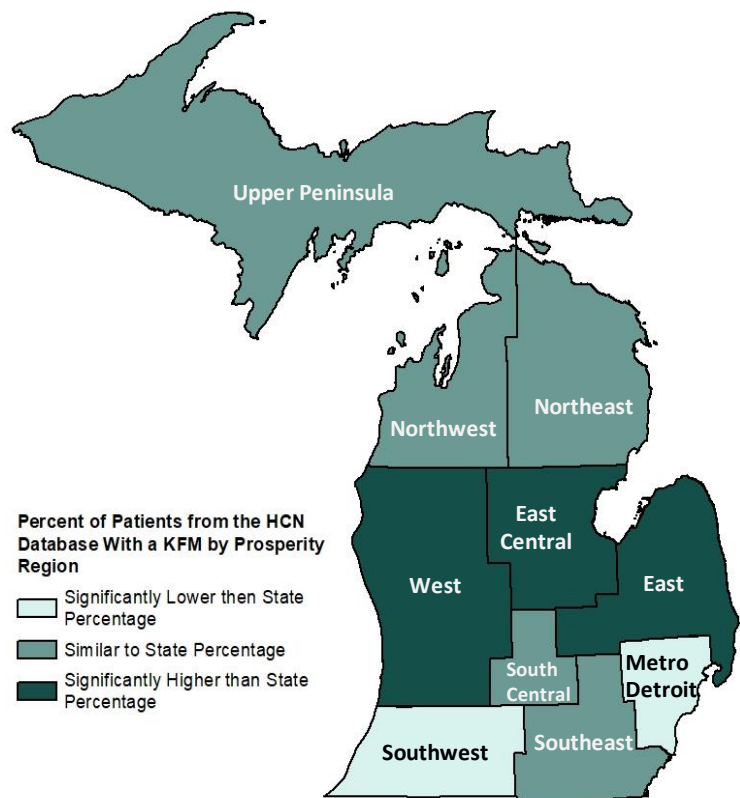 Upper Peninsula
Northwest
Northeast
Percent of Patients from the HCN
Database With a KFM by Prosperity
Region
Significantly Lower then State
Percentage
Similar to State Percentage
Significantly Higher than State
Percentage
West
East
Central
East
South
Central
Metro
Detroit
Southwest
Southeast